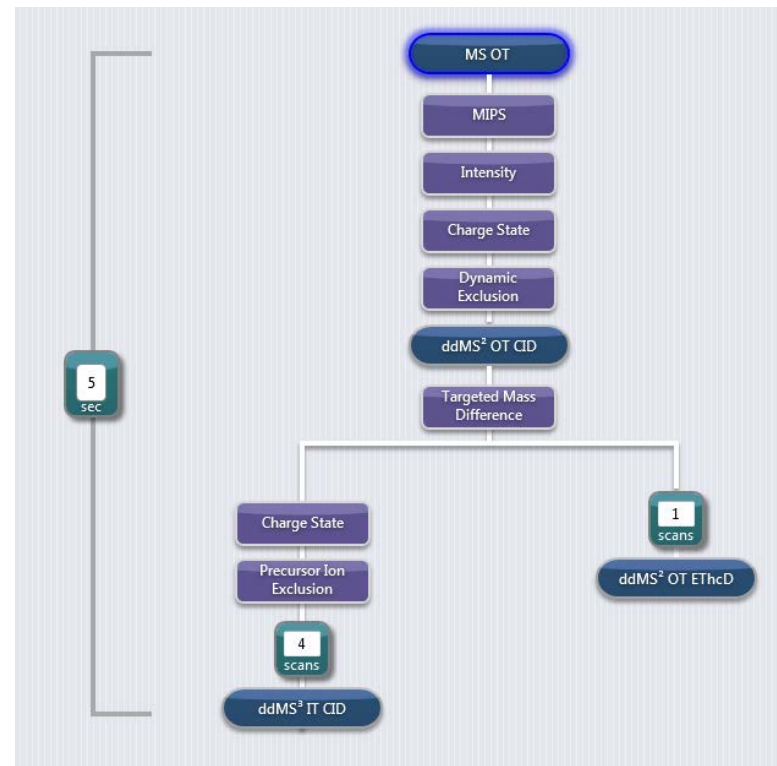 MS OT
MIPS
Intensity
Charge State
Dynamic
Exclusion
ddMS² OT CID
Targeted Mass
Difference
5
sec
Charge State
Precursor Ion
Exclusion
4
scans
ddMS³ IT CID
1
scans
ddMS² OT EThcD